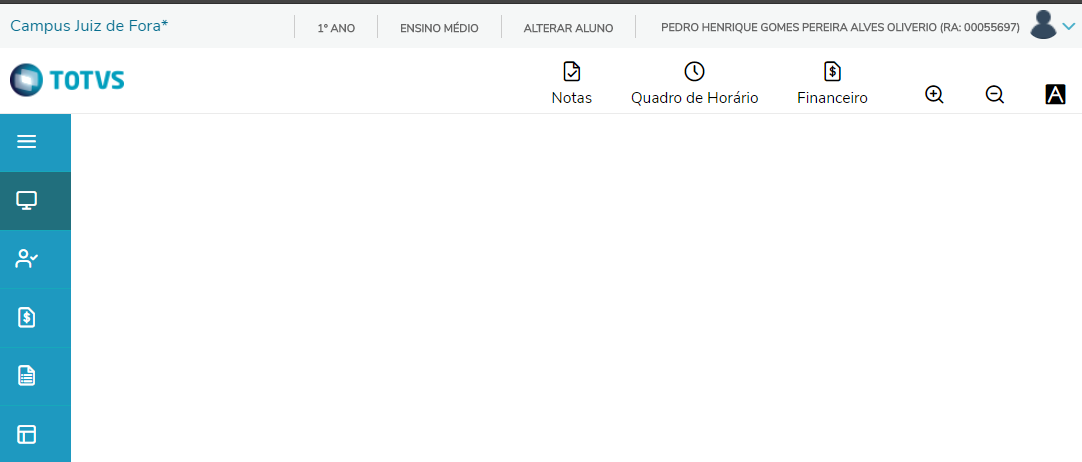 Campus Juiz de Fora*
1º ANO
ENSINO MÉDIO
ALTERAR ALUNO
PEDRO HENRIQUE GOMES PEREIRA ALVES OLIVERIO (RA: 00055697)
TOTVS
Notas
Quadro de Horário
Financeiro
A